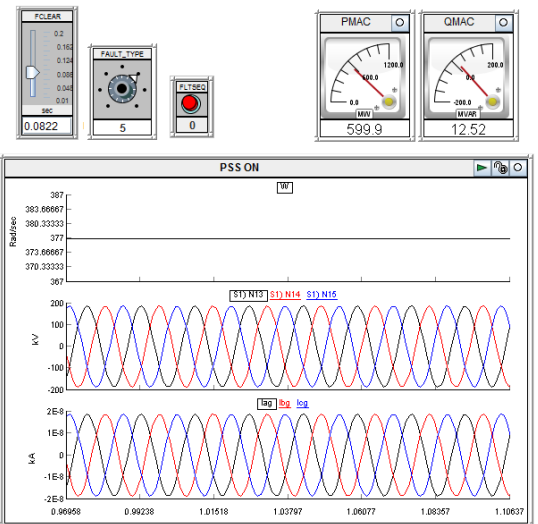 FCLEAR
0.2
0.162
0.124
0.086
0.048
0.01
sec
0.0822
FAULT_TYPE
5
FLTSEQ
0
PMAC
0.0
600.0
1200.0
MW
599.9
QMAC
-200.0
0.0
200.0
MVAR
12.52
PSS ON
W
Rad/sec
387
383.66667
380.33333
377
373.66667
370.33333
367
S1) N13 S1) N14 S1) N15
kV
200
100
0
-100
-200
Iag Ibg Icg
kA
2E-8
1E-8
0
-1E-8
-2E-8
0.96958 0.99238 1.01518 1.03797 1.06077 1.08357 1.10637